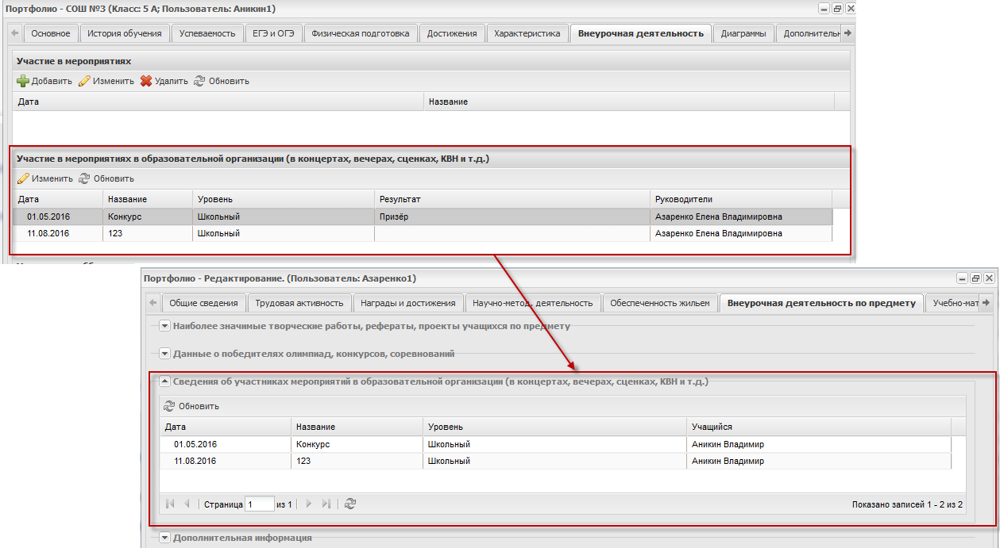 Портфолио - СОШ №3 (Класс: 5 А; Пользователь: Аникин1)
Основное История обучения Успеваемость ЕГЭ и ОГЭ Физическая подготовка Достижения Характеристика Внеурочная деятельность Диаграммы Дополнительн
Участие в мероприятиях
Добавить Изменить Удалить Обновить
Дата Название
Участие в мероприятиях в образовательной организации (в концертах, вечерах, сценках, КВН и т.д.)
Изменить Обновить
Дата Название Уровень Результат Руководители
01.05.2016 Конкурс Школьный Призёр Азаренко Елена Владимировна
11.08.2016 123 Школьный Азаренко Елена Владимировна
Портфолио - Редактирование. (Пользователь: Азаренко1)
Общие сведения Трудовая активность Награды и достижения Научно-метод. деятельность Обеспеченность жильем Внеурочная деятельность по предмету Учебно-мат
Наиболее значимые творческие работы, рефераты, проекты учащихся по предмету
Данные о победителях олимпиад, конкурсов, соревнований
Сведения об участниках мероприятий в образовательной организации (в концертах, вечерах, сценках, КВН и т.д.)
Обновить
Дата Название Уровень Учащийся
01.05.2016 Конкурс Школьный Аникин Владимир
11.08.2016 123 Школьный Аникин Владимир
Страница 1 из 1 Показано записей 1 - 2 из 2
Дополнительная информация